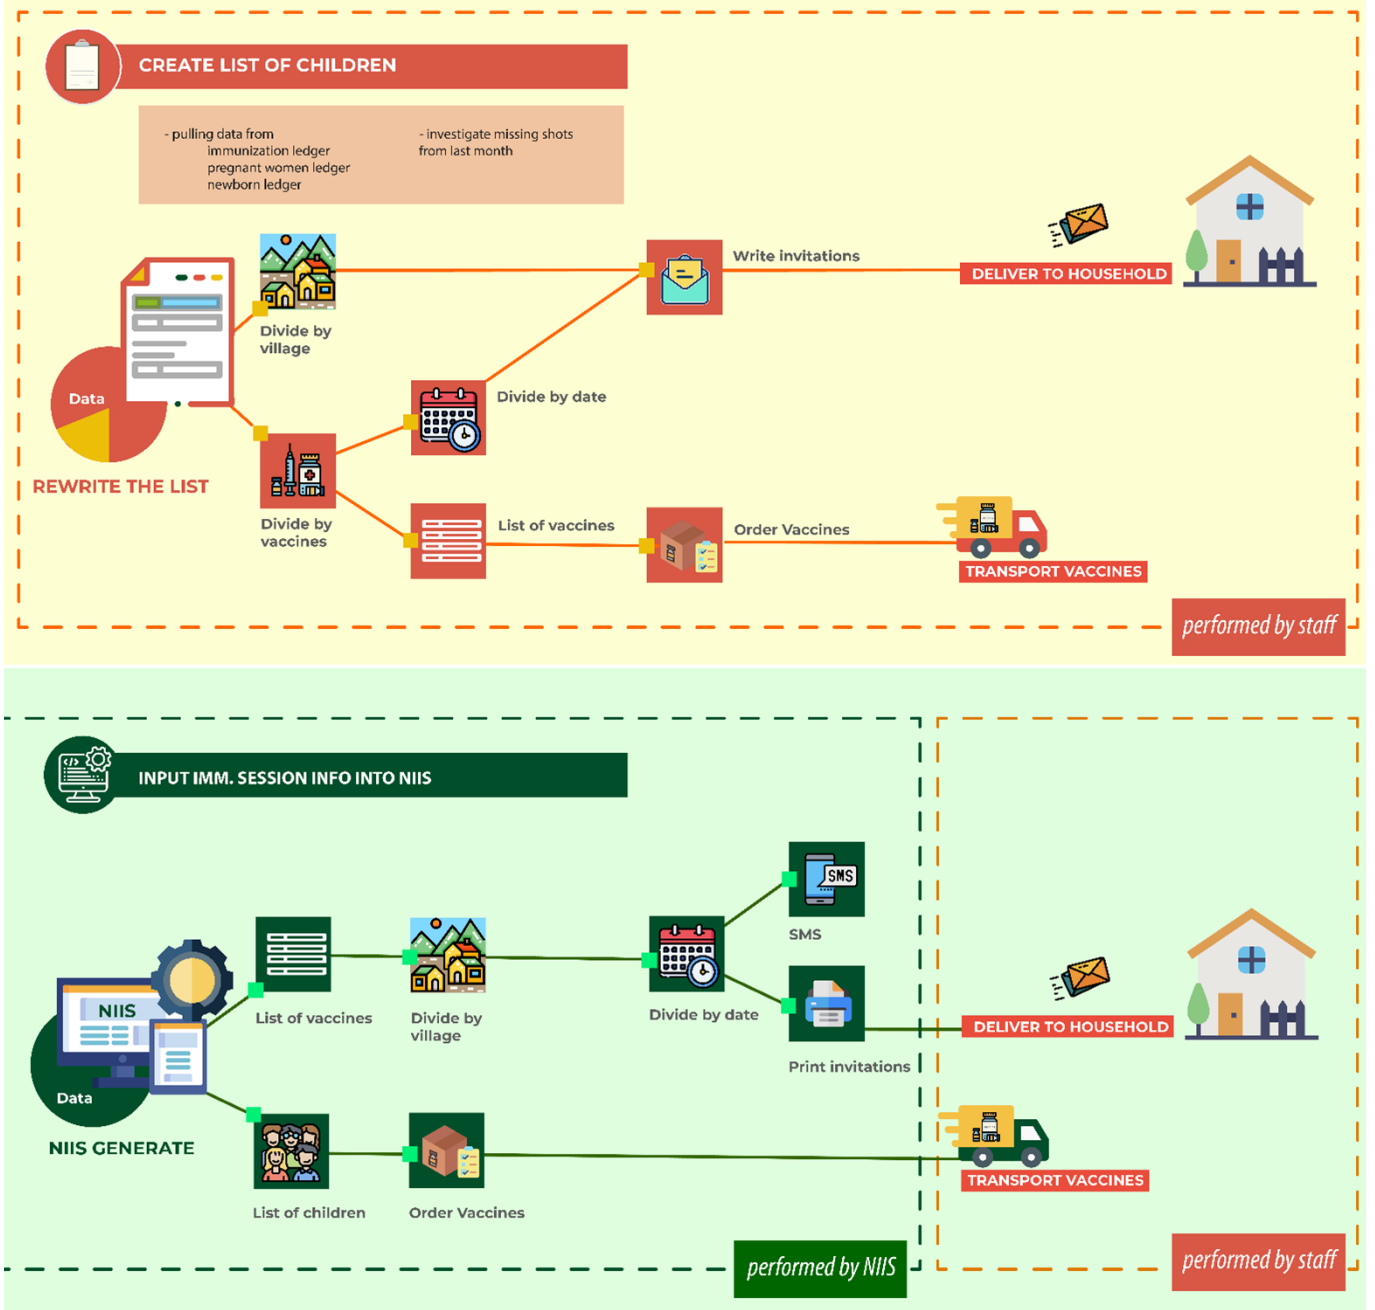 CREATE LIST OF CHILDREN
- pulling data from
immunization ledger
pregnant women ledger
newborn ledger
- investigate missing shots
from last month
Write invitations
DELIVER TO HOUSEHOLD
Divide by
village
Data
Divide by date
REWRITE THE LIST
Divide by
vaccines
List of vaccines
Order Vaccines
TRANSPORT VACCINES
performed by staff
INPUT IMM. SESSION INFO INTO NIIS
SMS
SMS
NIIS
List of vaccines
Divide by
village
Divide by date
Print invitations
DELIVER TO HOUSEHOLD
Data
NIIS GENERATE
List of children
Order Vaccines
TRANSPORT VACCINES
performed by NIIS
performed by staff